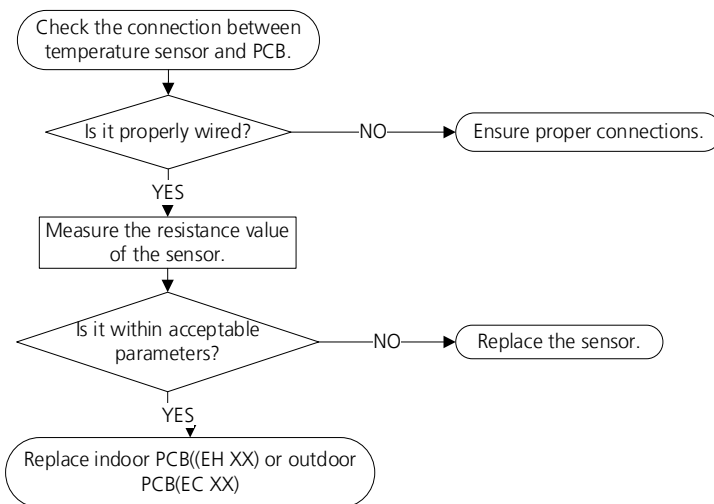 Check the connection between
temperature sensor and PCB.
Is it properly wired?
NO
Ensure proper connections.
YES
Measure the resistance value
of the sensor.
Is it within acceptable
parameters?
NO
Replace the sensor.
YES
Replace indoor PCB((EH XX) or outdoor
PCB(EC XX)